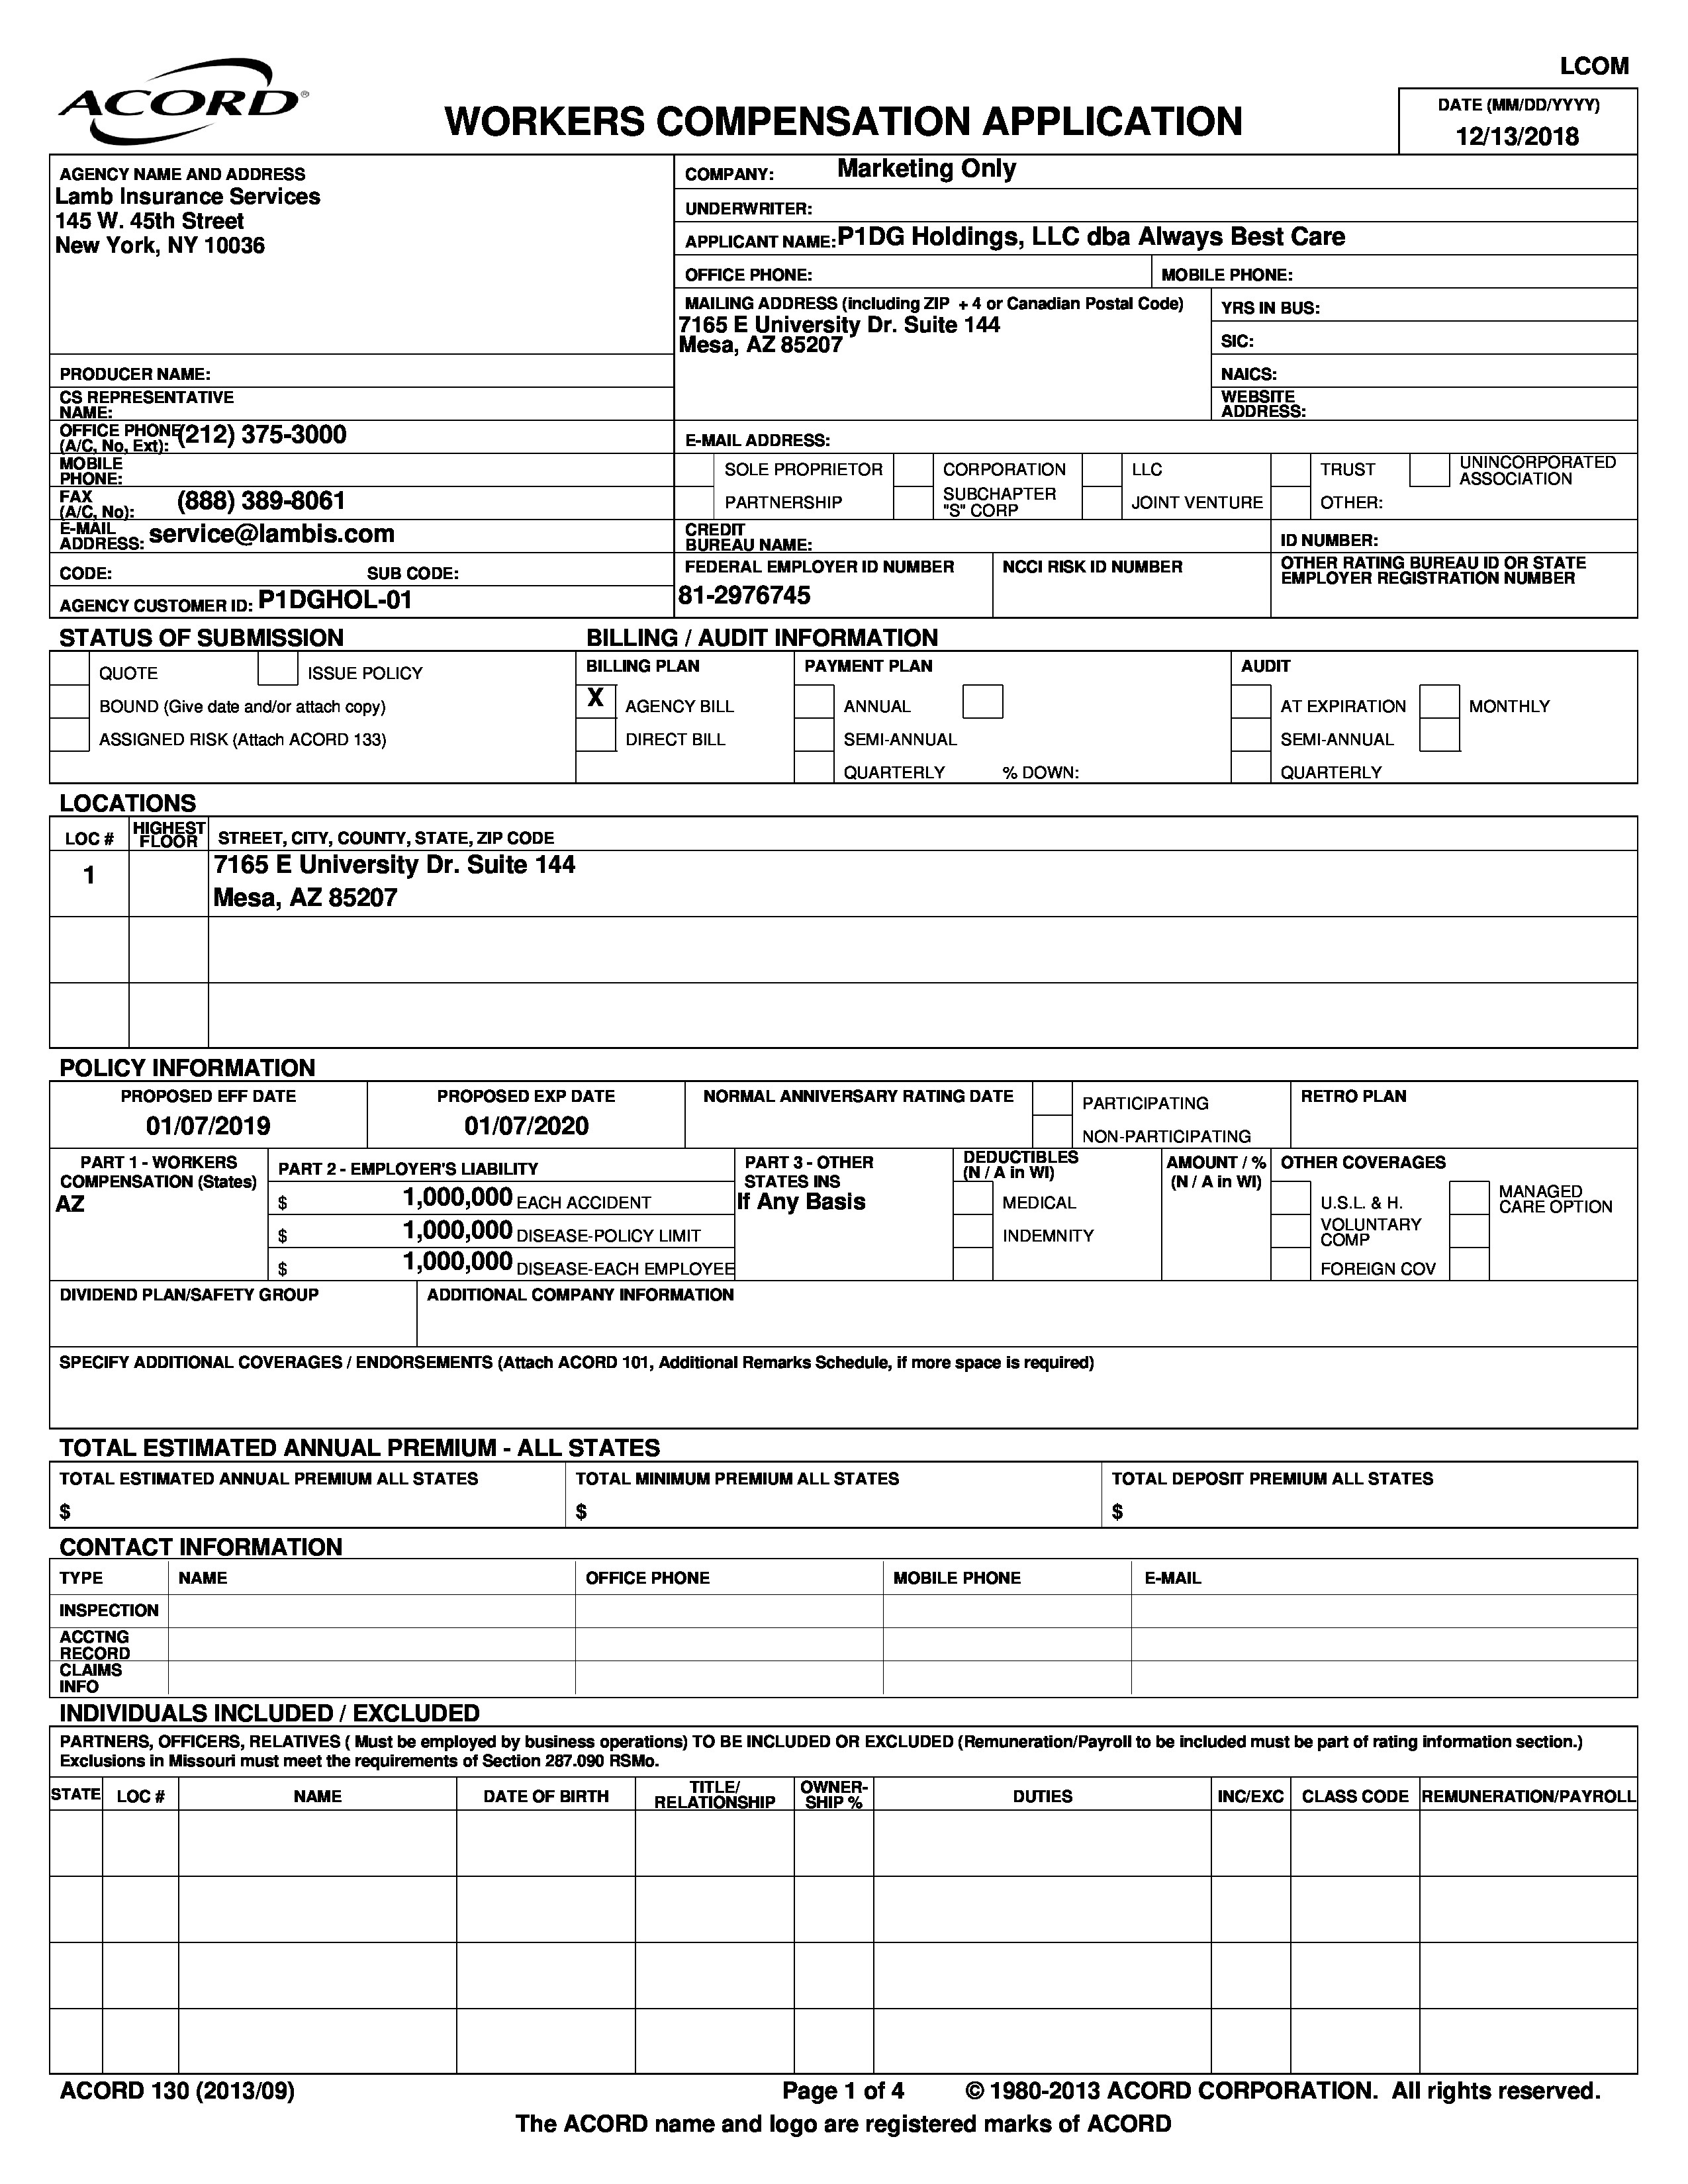 LCOM
ACORD®
WORKERS COMPENSATION APPLICATION
DATE (MM/DD/YYYY)
12/13/2018
AGENCY NAME AND ADDRESS
Lamb Insurance Services
145 W. 45th Street
New York, NY 10036
PRODUCER NAME:
CS REPRESENTATIVE
NAME:
OFFICE PHONE
(A/C, No, Ext): (212) 375-3000
MOBILE
PHONE:
FAX
(A/C, No): (888) 389-8061
E-MAIL
ADDRESS: service@lambis.com
CODE: SUB CODE:
AGENCY CUSTOMER ID: P1DGHOL-01
COMPANY: Marketing Only
UNDERWRITER:
APPLICANT NAME: P1DG Holdings, LLC dba Always Best Care
OFFICE PHONE: MOBILE PHONE:
MAILING ADDRESS (including ZIP + 4 or Canadian Postal Code)
7165 E University Dr. Suite 144
Mesa, AZ 85207
YRS IN BUS:
SIC:
NAICS:
WEBSITE
ADDRESS:
E-MAIL ADDRESS:
SOLE PROPRIETOR CORPORATION LLC TRUST UNINCORPORATED
ASSOCIATION
PARTNERSHIP SUBCHAPTER
"S" CORP JOINT VENTURE OTHER:
CREDIT
BUREAU NAME: ID NUMBER:
FEDERAL EMPLOYER ID NUMBER NCCI RISK ID NUMBER OTHER RATING BUREAU ID OR STATE
EMPLOYER REGISTRATION NUMBER
81-2976745
STATUS OF SUBMISSION
QUOTE ISSUE POLICY
BOUND (Give date and/or attach copy)
ASSIGNED RISK (Attach ACORD 133)
BILLING / AUDIT INFORMATION
BILLING PLAN PAYMENT PLAN AUDIT
X AGENCY BILL ANNUAL AT EXPIRATION MONTHLY
DIRECT BILL SEMI-ANNUAL SEMI-ANNUAL
QUARTERLY % DOWN: QUARTERLY
LOCATIONS
LOC # HIGHEST
FLOOR STREET, CITY, COUNTY, STATE, ZIP CODE
1 7165 E University Dr. Suite 144
Mesa, AZ 85207
POLICY INFORMATION
PROPOSED EFF DATE PROPOSED EXP DATE NORMAL ANNIVERSARY RATING DATE PARTICIPATING RETRO PLAN
01/07/2019 01/07/2020 NON-PARTICIPATING
PART 1 - WORKERS
COMPENSATION (States)
AZ
PART 2 - EMPLOYER'S LIABILITY
$ 1,000,000 EACH ACCIDENT
$ 1,000,000 DISEASE-POLICY LIMIT
$ 1,000,000 DISEASE-EACH EMPLOYEE
PART 3 - OTHER
STATES INS
If Any Basis
DEDUCTIBLES
(N / A in WI)
MEDICAL
INDEMNITY
AMOUNT / %
(N / A in WI)
OTHER COVERAGES
U.S.L. & H.
VOLUNTARY
COMP
FOREIGN COV
MANAGED
CARE OPTION
DIVIDEND PLAN/SAFETY GROUP ADDITIONAL COMPANY INFORMATION
SPECIFY ADDITIONAL COVERAGES / ENDORSEMENTS (Attach ACORD 101, Additional Remarks Schedule, if more space is required)
TOTAL ESTIMATED ANNUAL PREMIUM - ALL STATES
TOTAL ESTIMATED ANNUAL PREMIUM ALL STATES TOTAL MINIMUM PREMIUM ALL STATES TOTAL DEPOSIT PREMIUM ALL STATES
$ $ $
CONTACT INFORMATION
TYPE NAME OFFICE PHONE MOBILE PHONE E-MAIL
INSPECTION
ACCTNG
RECORD
CLAIMS
INFO
INDIVIDUALS INCLUDED / EXCLUDED
PARTNERS, OFFICERS, RELATIVES ( Must be employed by business operations) TO BE INCLUDED OR EXCLUDED (Remuneration/Payroll to be included must be part of rating information section.)
Exclusions in Missouri must meet the requirements of Section 287.090 RSMo.
STATE LOC # NAME DATE OF BIRTH TITLE/
RELATIONSHIP OWNER-
SHIP % DUTIES INC/EXC CLASS CODE REMUNERATION/PAYROLL
ACORD 130 (2013/09) Page 1 of 4 © 1980-2013 ACORD CORPORATION. All rights reserved.
The ACORD name and logo are registered marks of ACORD